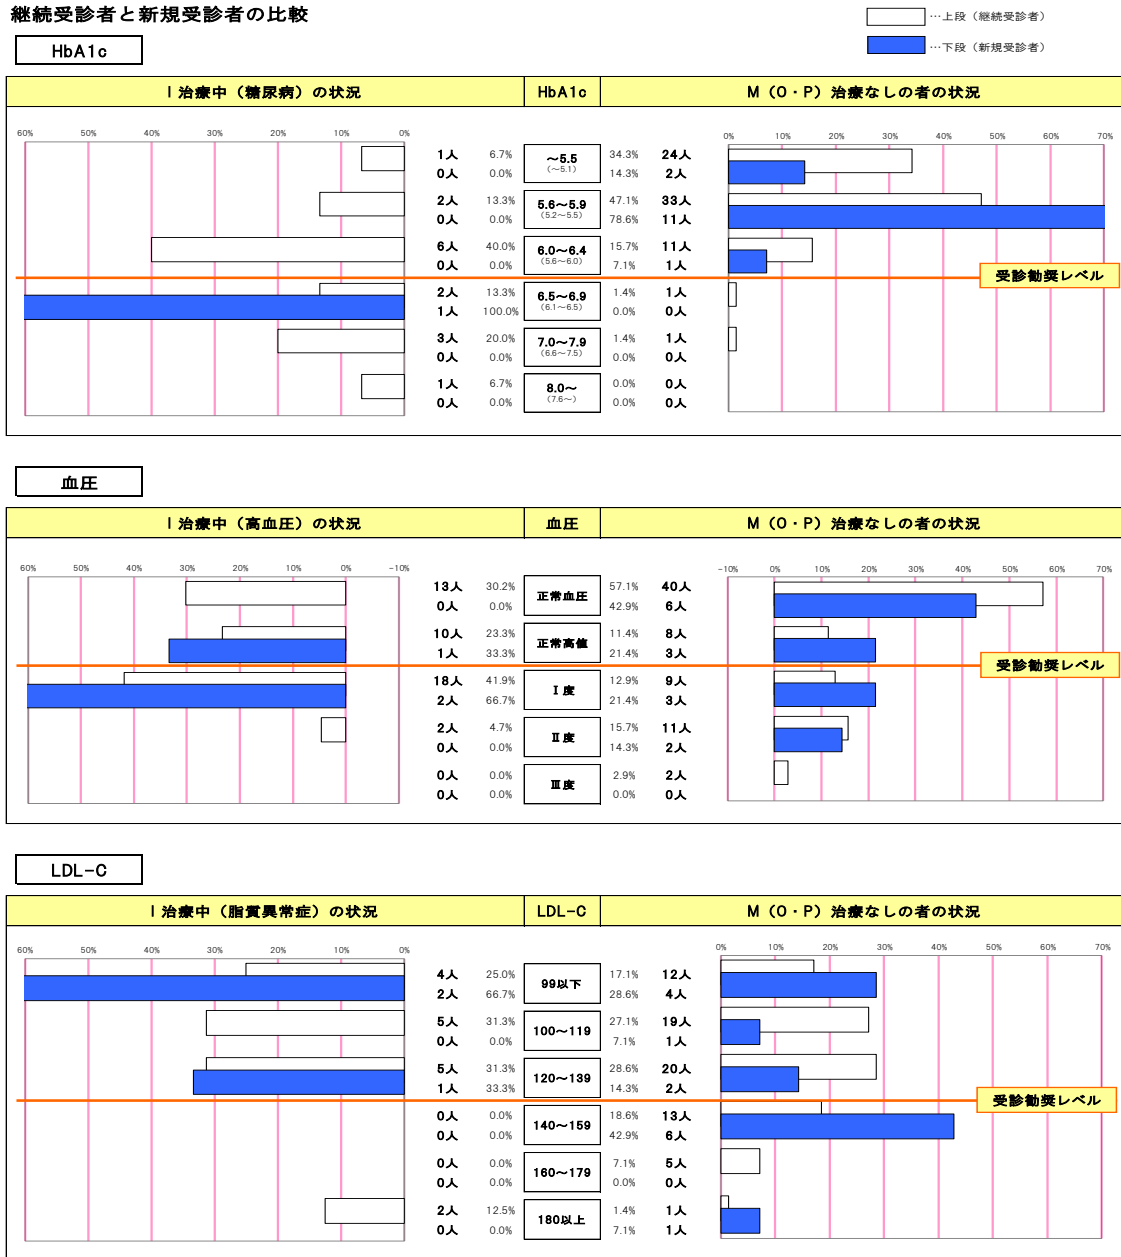 継続受診者と新規受診者の比較
…上段（継続受診者）
…下段（新規受診者）
HbA1c
Ⅰ 治療中（糖尿病）の状況 HbA1c M（O・P）治療なしの者の状況
60% 50% 40% 30% 20% 10% 0% 0% 10% 20% 30% 40% 50% 60% 70%
1人 6.7% ～5.5 34.3% 24人
0人 0.0% （～5.1） 14.3% 2人
2人 13.3% 5.6～5.9 47.1% 33人
0人 0.0% （5.2～5.5） 78.6% 11人
6人 40.0% 6.0～6.4 15.7% 11人
0人 0.0% （5.6～6.0） 7.1% 1人
受診勧奨レベル
2人 13.3% 6.5～6.9 1.4% 1人
1人 100.0% （6.1～6.5） 0.0% 0人
3人 20.0% 7.0～7.9 1.4% 1人
0人 0.0% （6.6～7.5） 0.0% 0人
1人 6.7% 8.0～ 0.0% 0人
0人 0.0% （7.6～） 0.0% 0人
血圧
Ⅰ 治療中（高血圧）の状況 血圧 M（O・P）治療なしの者の状況
60% 50% 40% 30% 20% 10% 0% -10% -10% 0% 10% 20% 30% 40% 50% 60% 70%
13人 30.2% 正常血圧 57.1% 40人
0人 0.0% 42.9% 6人
10人 23.3% 正常高値 11.4% 8人
1人 33.3% 21.4% 3人
受診勧奨レベル
18人 41.9% Ⅰ度 12.9% 9人
2人 66.7% 21.4% 3人
2人 4.7% Ⅱ度 15.7% 11人
0人 0.0% 14.3% 2人
0人 0.0% Ⅲ度 2.9% 2人
0人 0.0% 0.0% 0人
LDL-C
Ⅰ 治療中（脂質異常症）の状況 LDL-C M（O・P）治療なしの者の状況
60% 50% 40% 30% 20% 10% 0% 0% 10% 20% 30% 40% 50% 60% 70%
4人 25.0% 99以下 17.1% 12人
2人 66.7% 28.6% 4人
5人 31.3% 100～119 27.1% 19人
0人 0.0% 7.1% 1人
5人 31.3% 120～139 28.6% 20人
1人 33.3% 14.3% 2人
受診勧奨レベル
0人 0.0% 140～159 18.6% 13人
0人 0.0% 42.9% 6人
0人 0.0% 160～179 7.1% 5人
0人 0.0% 0.0% 0人
2人 12.5% 180以上 1.4% 1人
0人 0.0% 7.1% 1人